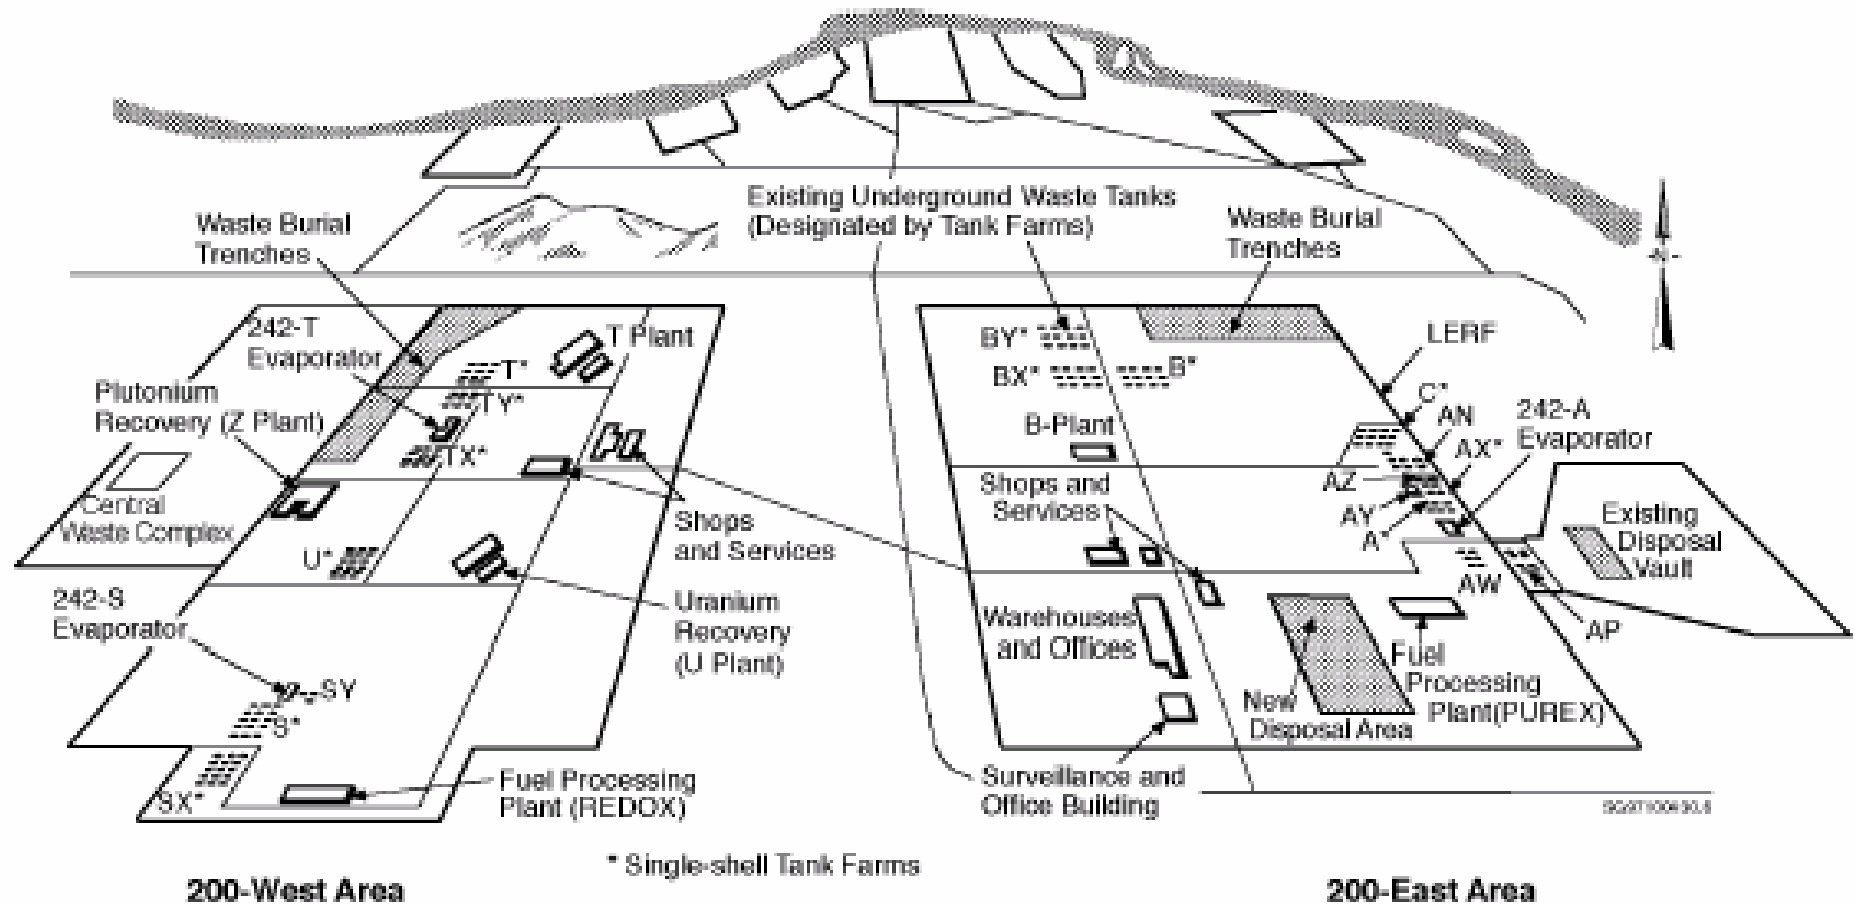 Existing Underground Waste Tanks
(Designated by Tank Farms)
Waste Burial
Trenches
Waste Burial
Trenches
-N-
242-T
Evaporator
T Plant
T*
TY*
Plutonium
Recovery (Z Plant)
TX*
Central
Waste Complex
Shops
and Services
U*
242-S
Evaporator
Uranium
Recovery
(U Plant)
SY
S*
SX*
Fuel Processing
Plant (REDOX)
BY*
BX*
B*
B-Plant
LERF
C*
AN
242-A
Evaporator
AX*
AZ
AY
A*
Shops and
Services
Existing
Disposal
Vault
AW
AP
Warehouses
and Offices
New
Disposal Area
Fuel
Processing
Plant(PUREX)
Surveillance and
Office Building
* Single-shell Tank Farms
200-West Area
200-East Area